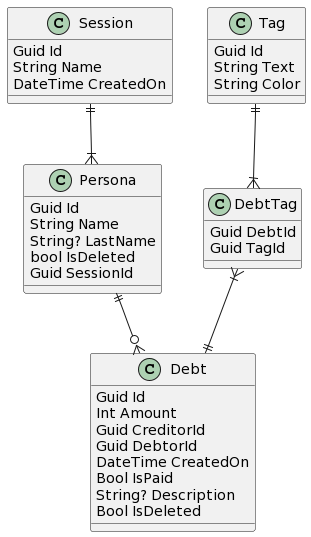 C Session
Guid Id
String Name
DateTime CreatedOn
C Tag
Guid Id
String Text
String Color
C Persona
Guid Id
String Name
String? LastName
bool IsDeleted
Guid SessionId
C DebtTag
Guid DebtId
Guid TagId
C Debt
Guid Id
Int Amount
Guid CreditorId
Guid DebtorId
DateTime CreatedOn
Bool IsPaid
String? Description
Bool IsDeleted